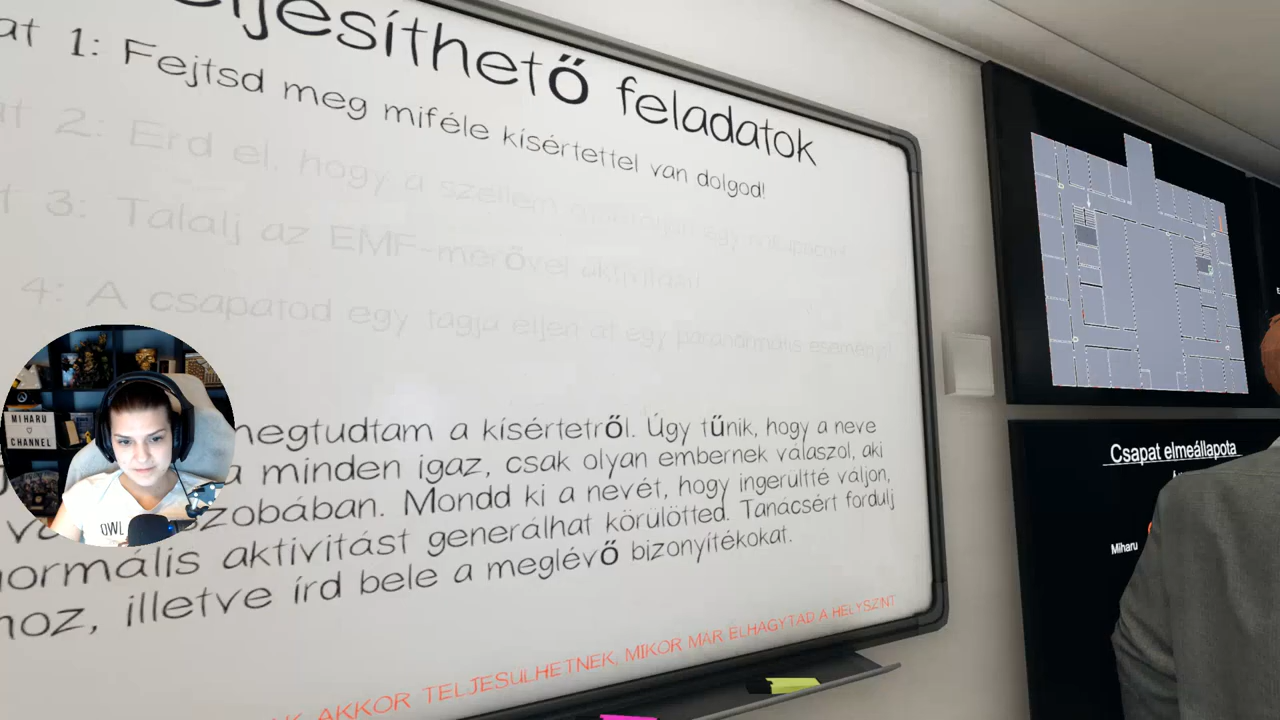 ljesíthető feladatok
at 1: Fejtsd meg miféle kísértettel van dolgod!
at 2: Érd el, hogy a szellem
t 3: Találj az EMF-mérővel aktivitást!
4: A csapatod egy tagja éljen át egy paranormális eseményt!
megtudtam a kísértetről. Úgy tűnik, hogy a neve
a minden igaz, csak olyan embernek válaszol, aki
szobában. Mondd ki a nevét, hogy ingerültté váljon,
ormális aktivitást generálhat körülötted. Tanácsért fordulj
hoz, illetve írd bele a meglévő bizonyítékokat.
AKKOR TELJESÜLHETNEK, MIKOR MÁR ELHAGYTAD A HELYSZÍNT
Csapat elmeállapota
Miharu
MIHARU
CHANNEL
OWL